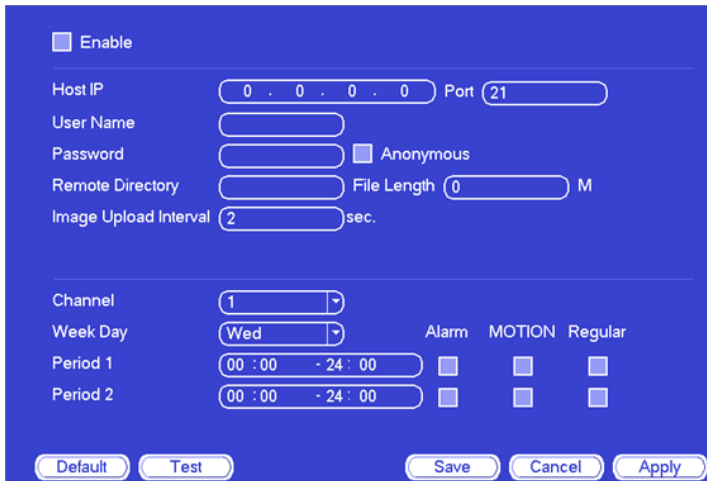 Enable
Host IP 0 . 0 . 0 . 0 Port 21
User Name
Password Anonymous
Remote Directory File Length 0 M
Image Upload Interval 2 sec.
Channel 1
Week Day Wed Alarm MOTION Regular
Period 1 00 :00 - 24 : 00
Period 2 00 :00 - 24 : 00
Default Test Save Cancel Apply